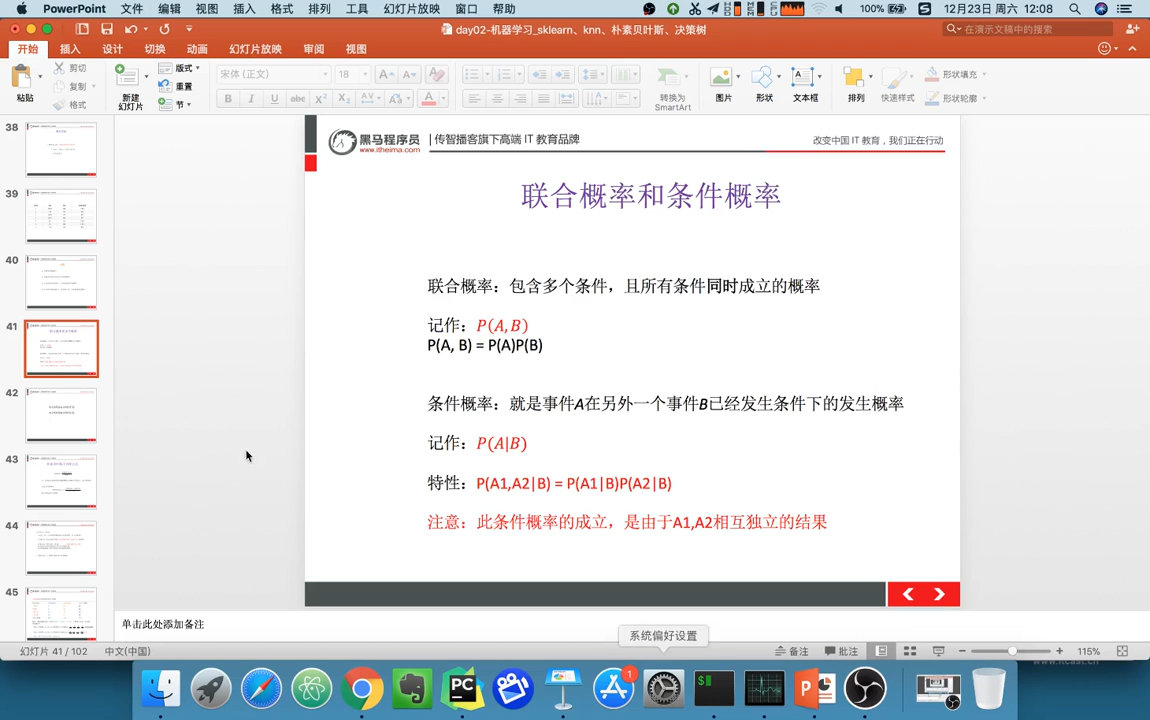 PowerPoint 文件 编辑 视图 插入 格式 排列 工具 幻灯片放映 窗口 帮助 100% 12月23日 周六 12:08
day02-机器学习_sklearn、knn、朴素贝叶斯、决策树 在演示文稿中的搜索
开始 插入 设计 切换 动画 幻灯片放映 审阅 视图
粘贴 剪切 复制 格式 新建幻灯片 版式 重置 节 宋体 (正文) 18 转换为 SmartArt 图片 形状 文本框 排列 快速样式 形状填充 形状轮廓
38
39
40
41
42
43
44
45
黑马程序员 www.itheima.com | 传智播客旗下高端 IT 教育品牌 改变中国 IT 教育，我们正在行动
联合概率和条件概率
联合概率：包含多个条件，且所有条件同时成立的概率
记作：P(A,B)
P(A, B) = P(A)P(B)
条件概率：就是事件A在另外一个事件B已经发生条件下的发生概率
记作：P(A|B)
特性：P(A1,A2|B) = P(A1|B)P(A2|B)
注意：此条件概率的成立，是由于A1,A2相互独立的结果
单击此处添加备注
系统偏好设置
幻灯片 41 / 102 中文(中国) 备注 批注 115%
www.itcast.cn
PC
1
$
P